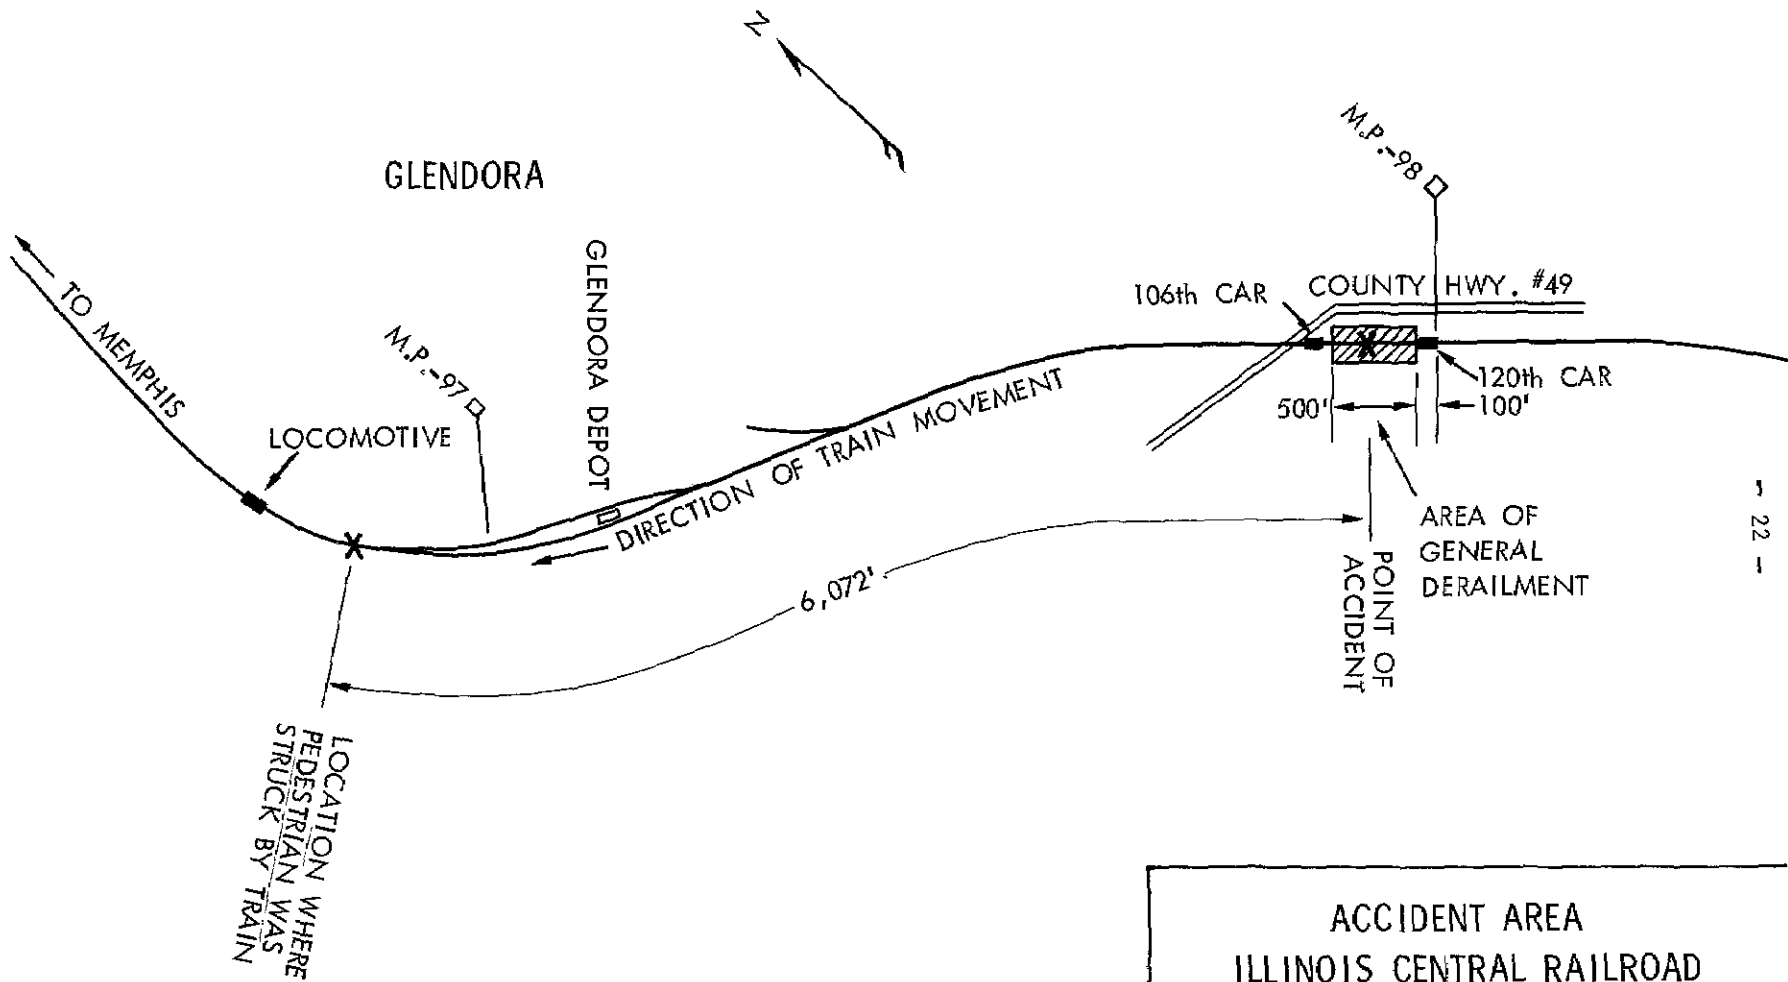 N
GLENDORA
M.P.-98
TO MEMPHIS
GLENDORA DEPOT
M.P.-97
106th CAR
COUNTY HWY. #49
LOCOMOTIVE
120th CAR
500'
100'
DIRECTION OF TRAIN MOVEMENT
6,072'
POINT OF
ACCIDENT
AREA OF
GENERAL
DERAILMENT
- 22 -
LOCATION WHERE
PEDESTRIAN WAS
STRUCK BY TRAIN
ACCIDENT AREA
ILLINOIS CENTRAL RAILROAD